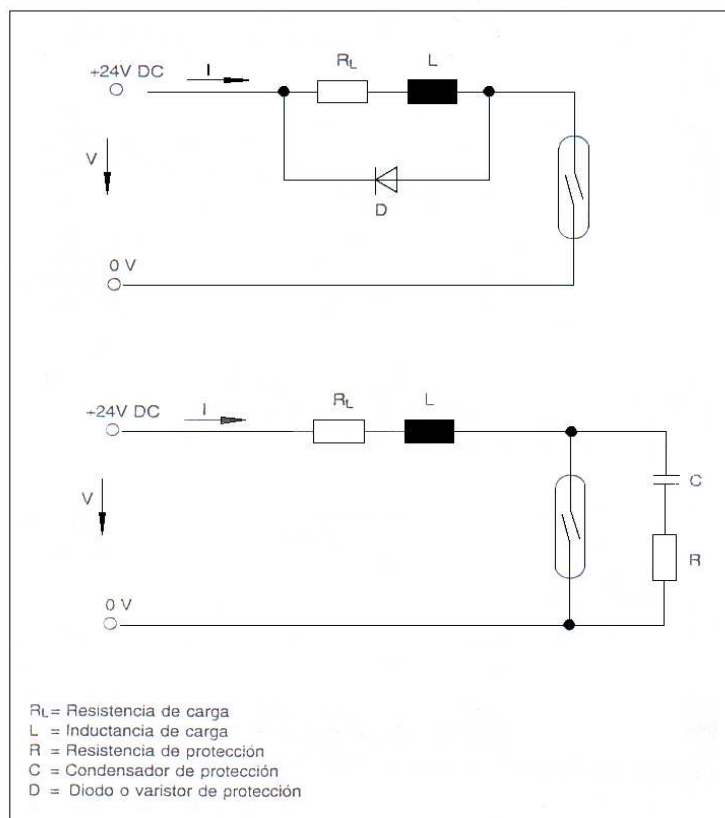 +24V DC
I
RL
L
V
D
0 V
+24V DC
I
RL
L
V
C
R
0 V
RL = Resistencia de carga
L = Inductancia de carga
R = Resistencia de protección
C = Condensador de protección
D = Diodo o varistor de protección